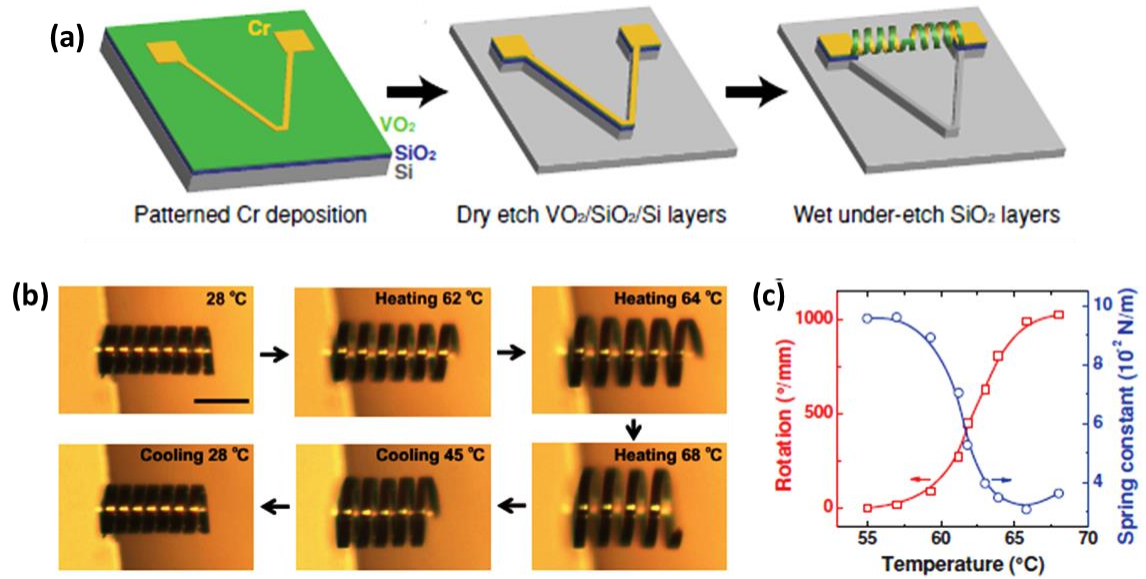 (a)
Cr
VO₂
SiO₂
Si
Patterned Cr deposition
Dry etch VO₂/SiO₂/Si layers
Wet under-etch SiO₂ layers
(b)
28 °C
Heating 62 °C
Heating 64 °C
Cooling 28 °C
Cooling 45 °C
Heating 68 °C
(c)
1000
500
0
Rotation (°/mm)
10
8
6
4
Spring constant (10⁻² N/m)
55 60 65 70
Temperature (°C)